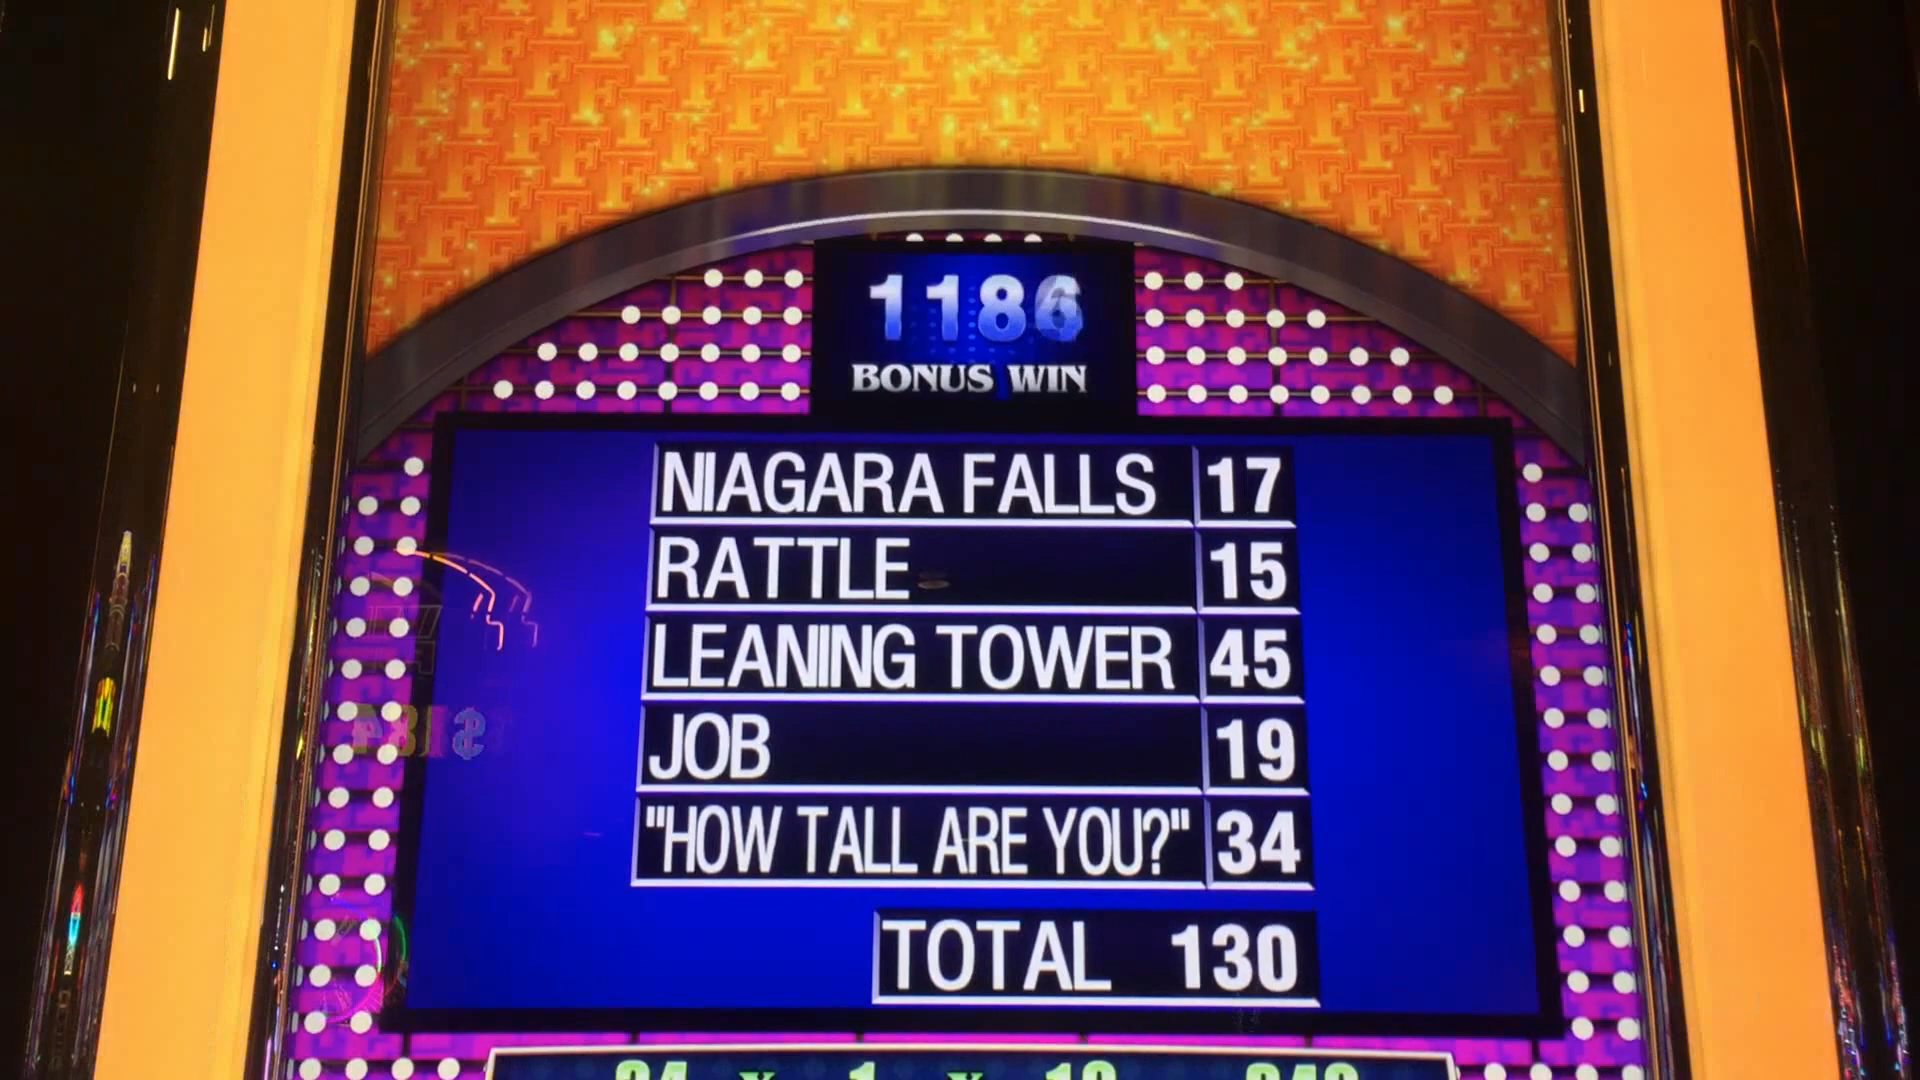 1186
BONUS WIN
NIAGARA FALLS 17
RATTLE 15
LEANING TOWER 45
JOB 19
"HOW TALL ARE YOU?" 34
TOTAL 130